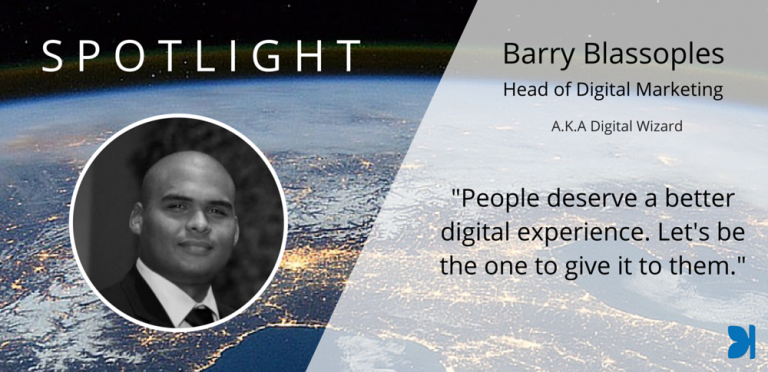 SPOTLIGHT
Barry Blassoples
Head of Digital Marketing
A.K.A Digital Wizard
"People deserve a better
digital experience. Let's be
the one to give it to them."